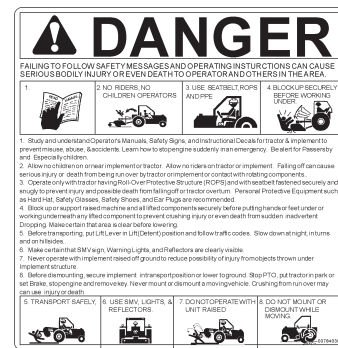 DANGER
FAILING TO FOLLOW SAFETY MESSAGES AND OPERATING INSTURCTIONS CAN CAUSE
SERIOUS BODILY INJURY OR EVEN DEATH TO OPERATOR AND OTHERS IN THE AREA.
1.
2. NO RIDERS, NO
CHILDREN OPERATORS
3. USE SEATBELT, ROPS
AND PPE
4. BLOCK UP SECURELY
BEFORE WORKING
UNDER.
1. Study and understand Operator's Manuals, Safety Signs, and Instructional Decals for tractor & implement to
prevent misuse, abuse, & accidents. Learn how to stop engine suddenly in an emergency. Be alert for Passersby
and Especially children.
2. Allow no children on or near implement or tractor. Allow no riders on tractor or implement. Falling off can cause
serious injury or death from being run over by tractor or implement or contact with rotating components.
3. Operate only with tractor having Roll-Over Protective Structure (ROPS) and with seatbelt fastened securely and
snugly to prevent injury and possible death from falling off or tractor overturn. Personal Protective Equipment such
as Hard Hat, Safety Glasses, Safety Shoes, and Ear Plugs are recommended.
4. Block up or support raised machine and all lifted components securely before putting hands or feet under or
working underneath any lifted component to prevent crushing injury or even death from sudden inadvertent
Dropping. Make certain that area is clear before lowering.
5. Before transporting, put Lift Lever in Lift (Detent) position and follow traffic codes. Slow down at night, in turns
and on hillsides..
6. Make certain that SMV sign, Warning Lights, and Reflectors are clearly visible.
7. Never operate with implement raised off ground to reduce possibility of injury from objects thrown under
Implement structure.
8. Before dismounting, secure implement in transport position or lower to ground. Stop PTO, put tractor in park or
set Brake, stop engine and remove key. Never mount or dismount a moving vehicle. Crushing from run over may
can use injury or death
5. TRANSPORT SAFELY,
6. USE SMV, LIGHTS, &
REFLECTORS.
7. DO NOT OPERATE WITH
UNIT RAISED
8. DO NOT MOUNT OR
DISMOUNT WHILE
MOVING.